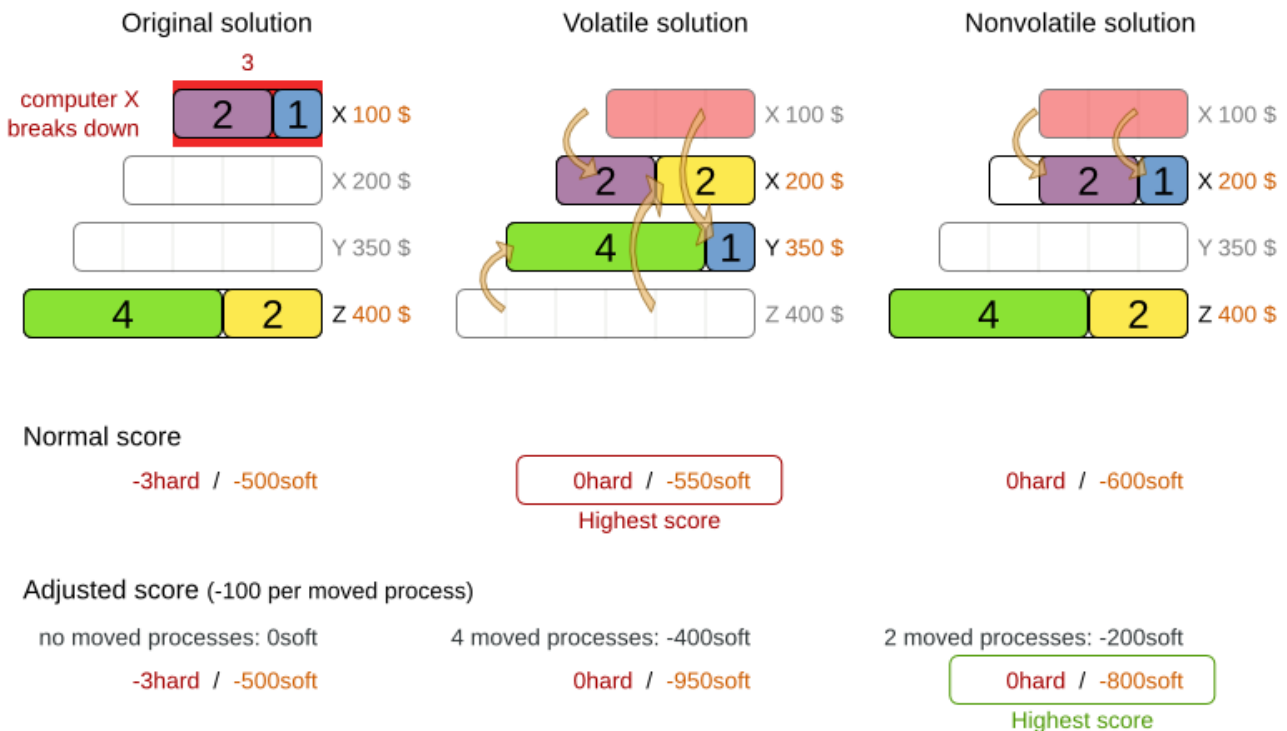 Original solution
Volatile solution
Nonvolatile solution
3
computer X
breaks down
2 1 X 100 $
X 200 $
Y 350 $
4 2 Z 400 $
X 100 $
2 2 X 200 $
4 1 Y 350 $
Z 400 $
X 100 $
2 1 X 200 $
Y 350 $
4 2 Z 400 $
Normal score
-3hard / -500soft
0hard / -550soft
Highest score
0hard / -600soft
Adjusted score (-100 per moved process)
no moved processes: 0soft
-3hard / -500soft
4 moved processes: -400soft
0hard / -950soft
2 moved processes: -200soft
0hard / -800soft
Highest score